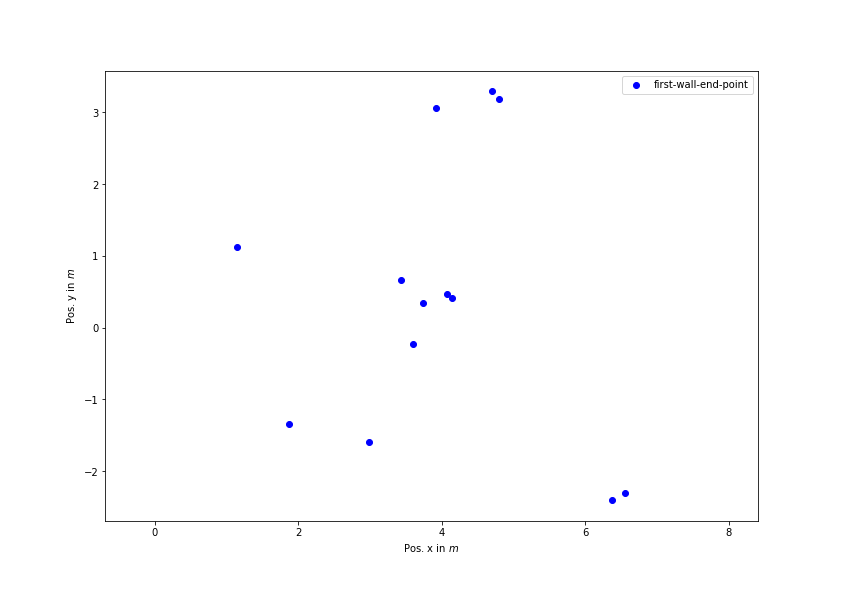 first-wall-end-point
3
2
1
0
−1
−2
Pos. y in m
0 2 4 6 8
Pos. x in m